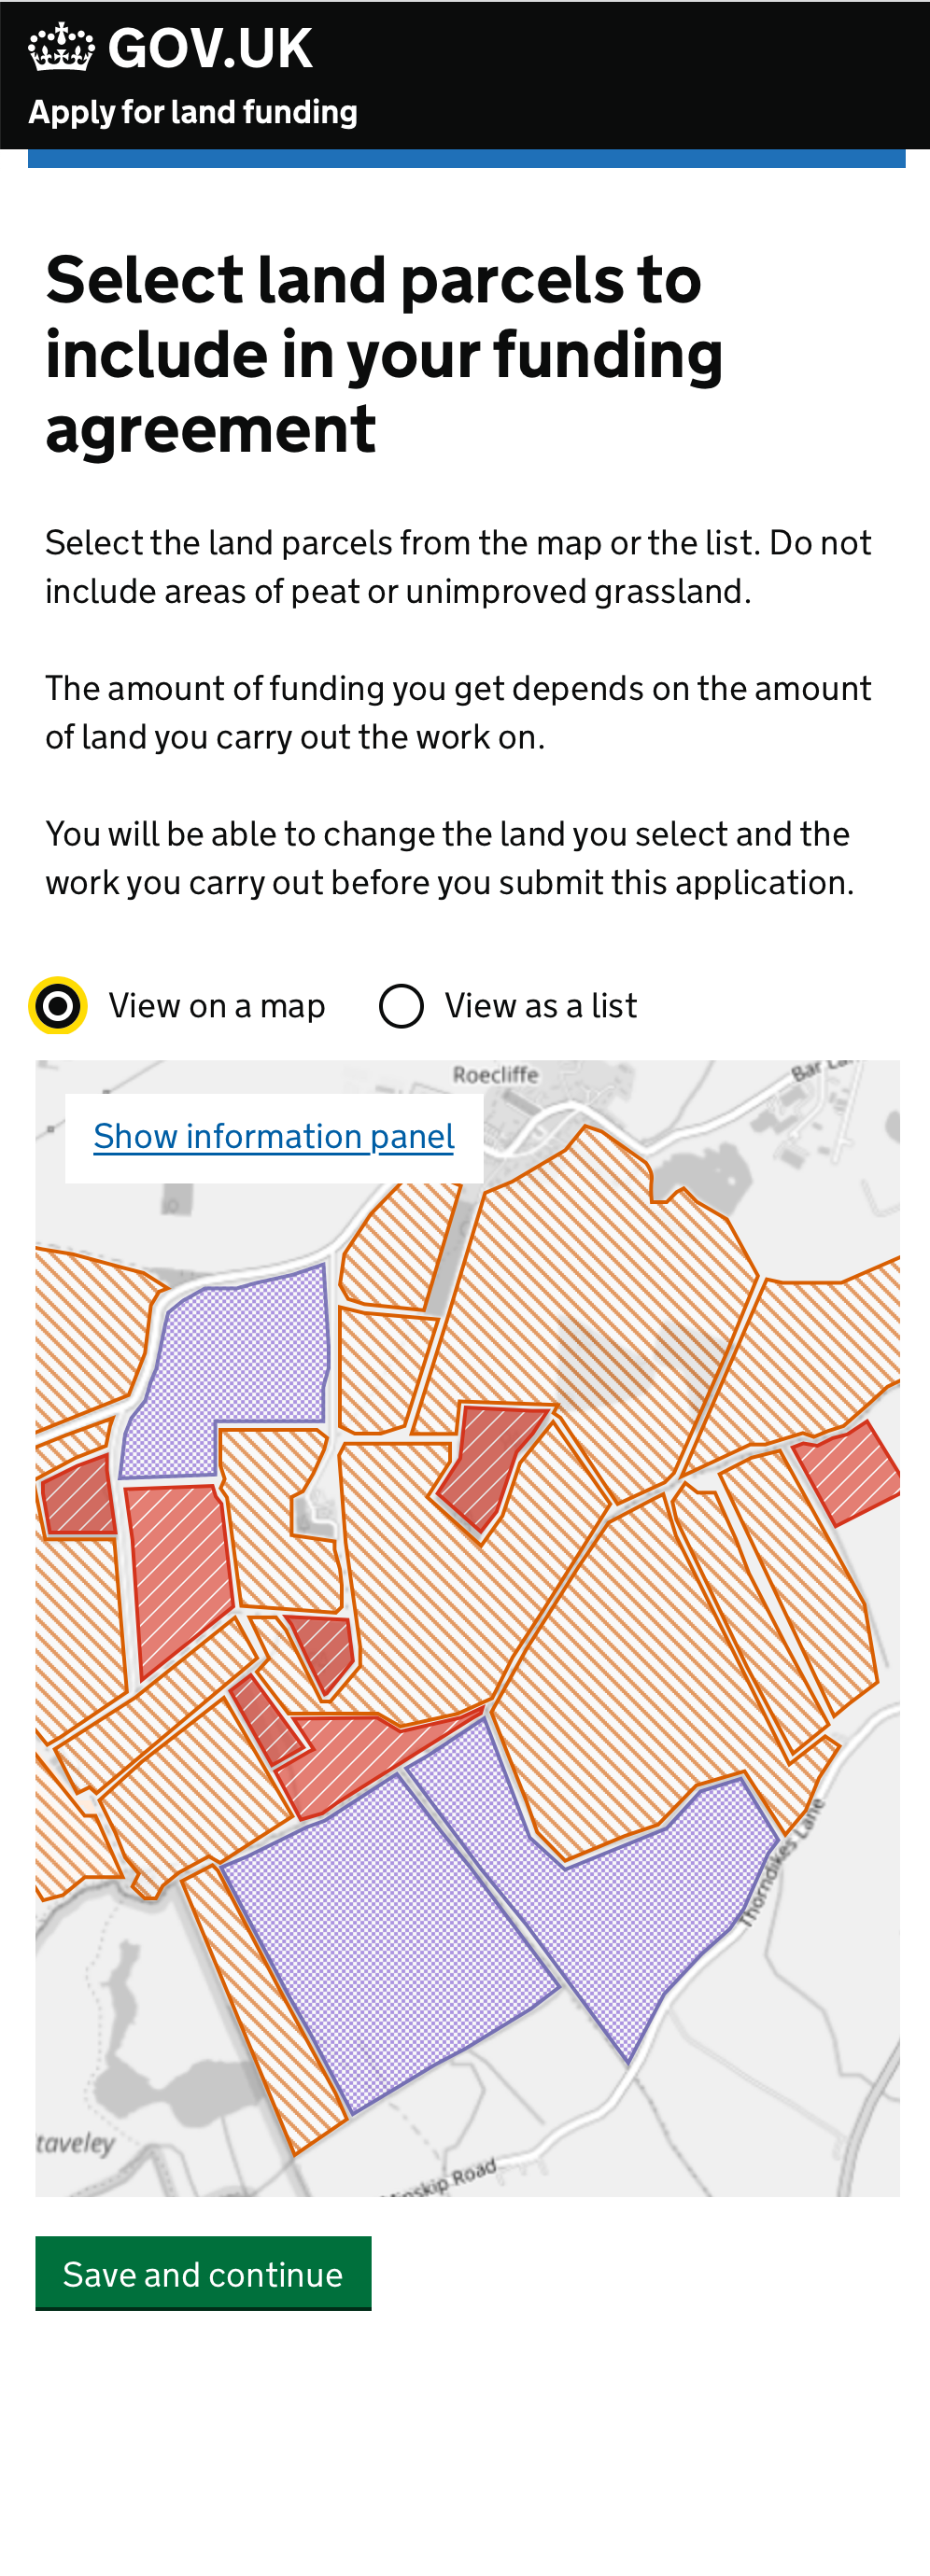 GOV.UK
Apply for land funding
Select land parcels to
include in your funding
agreement
Select the land parcels from the map or the list. Do not
include areas of peat or unimproved grassland.
The amount of funding you get depends on the amount
of land you carry out the work on.
You will be able to change the land you select and the
work you carry out before you submit this application.
View on a map
View as a list
Roecliffe
Bar
Show information panel
Thorndikes Lane
taveley
Road
Save and continue